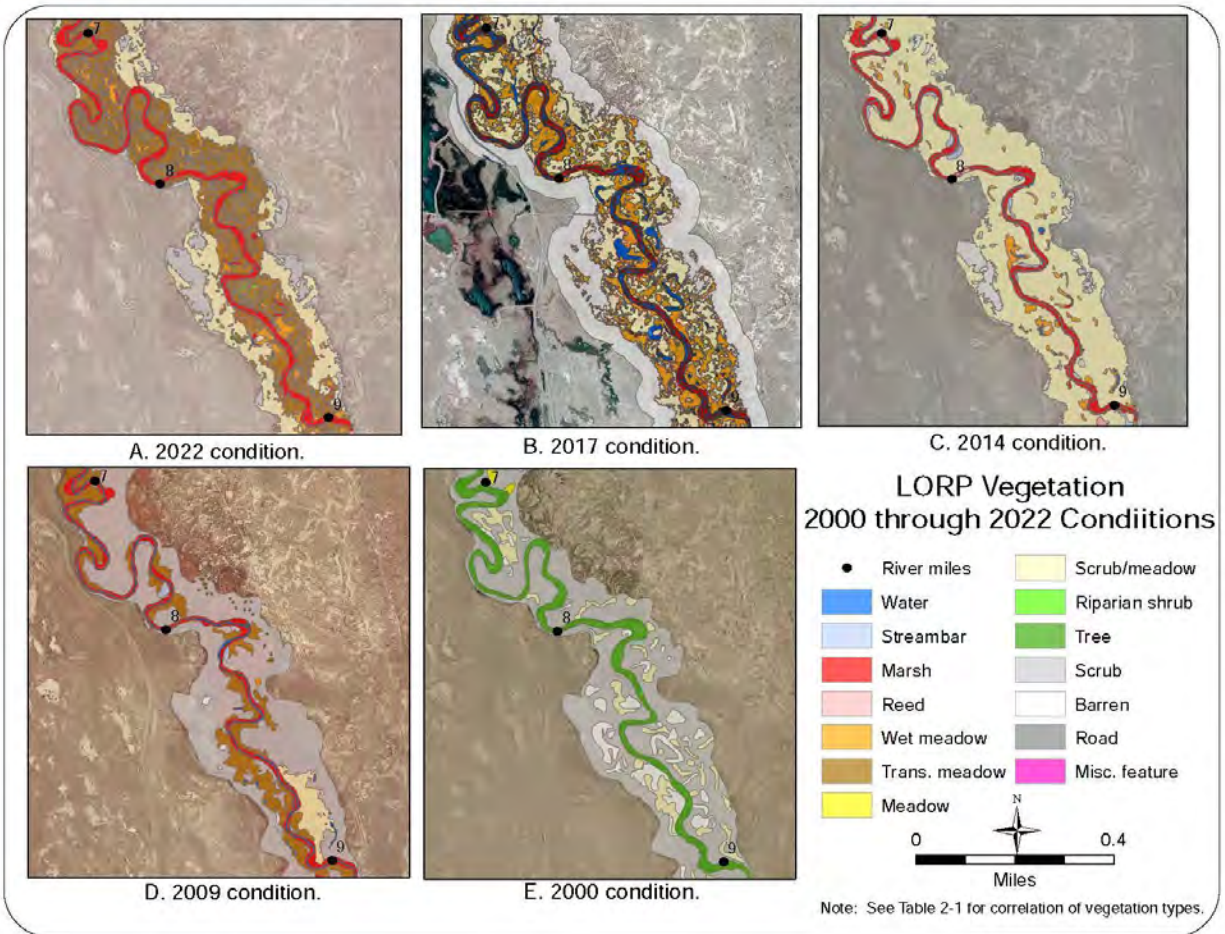 7
8
9
A. 2022 condition.
7
8
9
B. 2017 condition.
7
8
9
C. 2014 condition.
7
8
9
D. 2009 condition.
7
8
9
E. 2000 condition.
LORP Vegetation
2000 through 2022 Condiitions
River miles
Water
Streambar
Marsh
Reed
Wet meadow
Trans. meadow
Meadow
Scrub/meadow
Riparian shrub
Tree
Scrub
Barren
Road
Misc. feature
N
0 0.4
Miles
Note: See Table 2-1 for correlation of vegetation types.